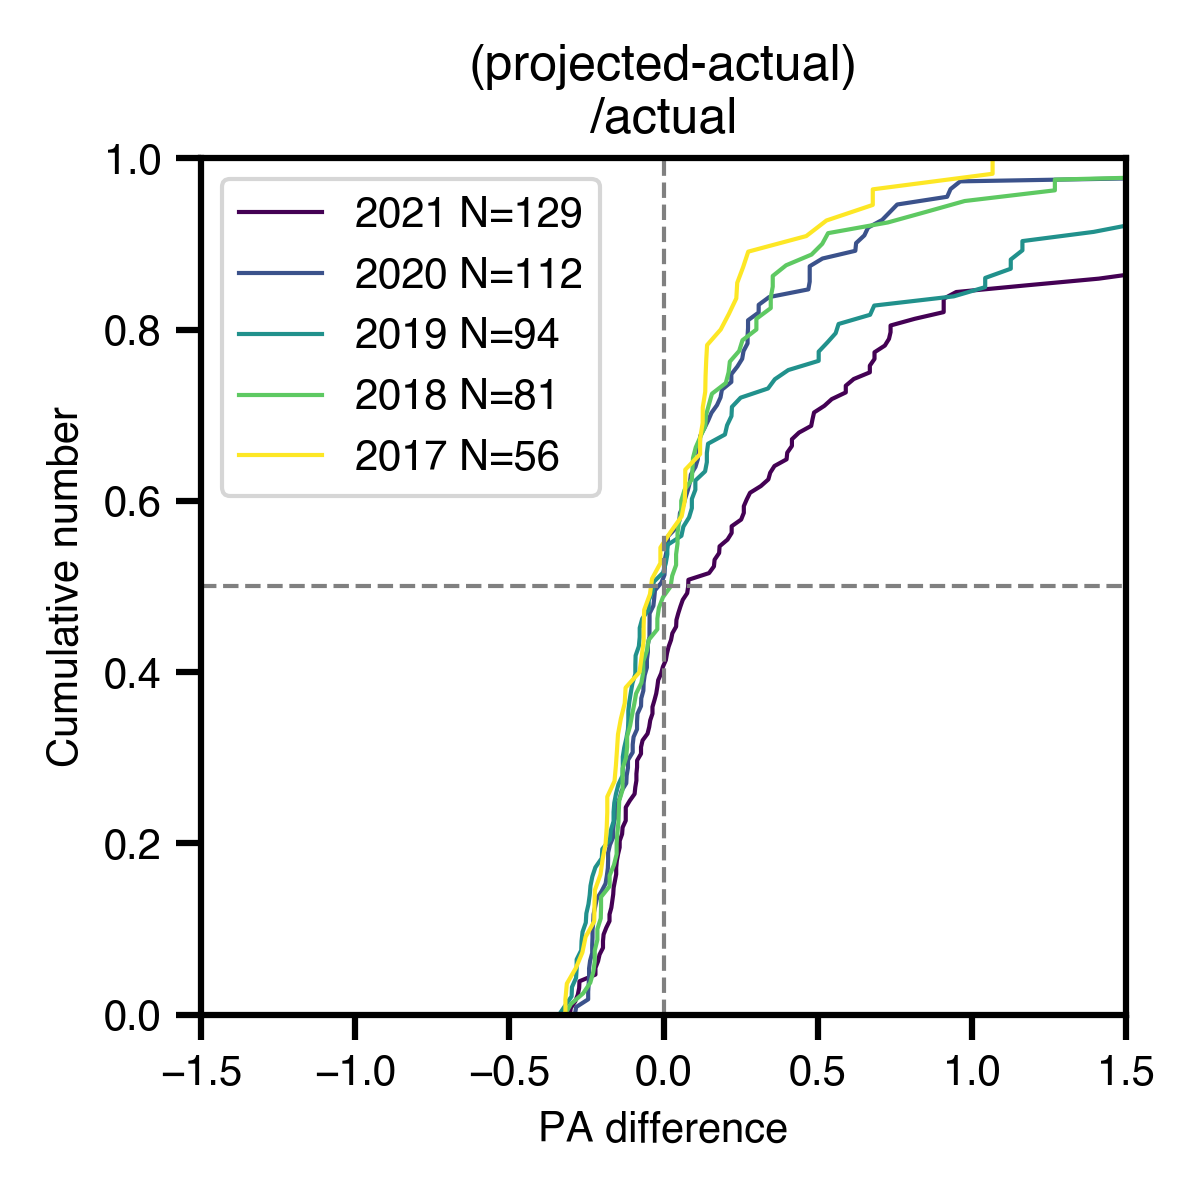 (projected-actual)
/actual
1.0
0.8
0.6
0.4
0.2
0.0
Cumulative number
2021 N=129
2020 N=112
2019 N=94
2018 N=81
2017 N=56
−1.5 −1.0 −0.5 0.0 0.5 1.0 1.5
PA difference